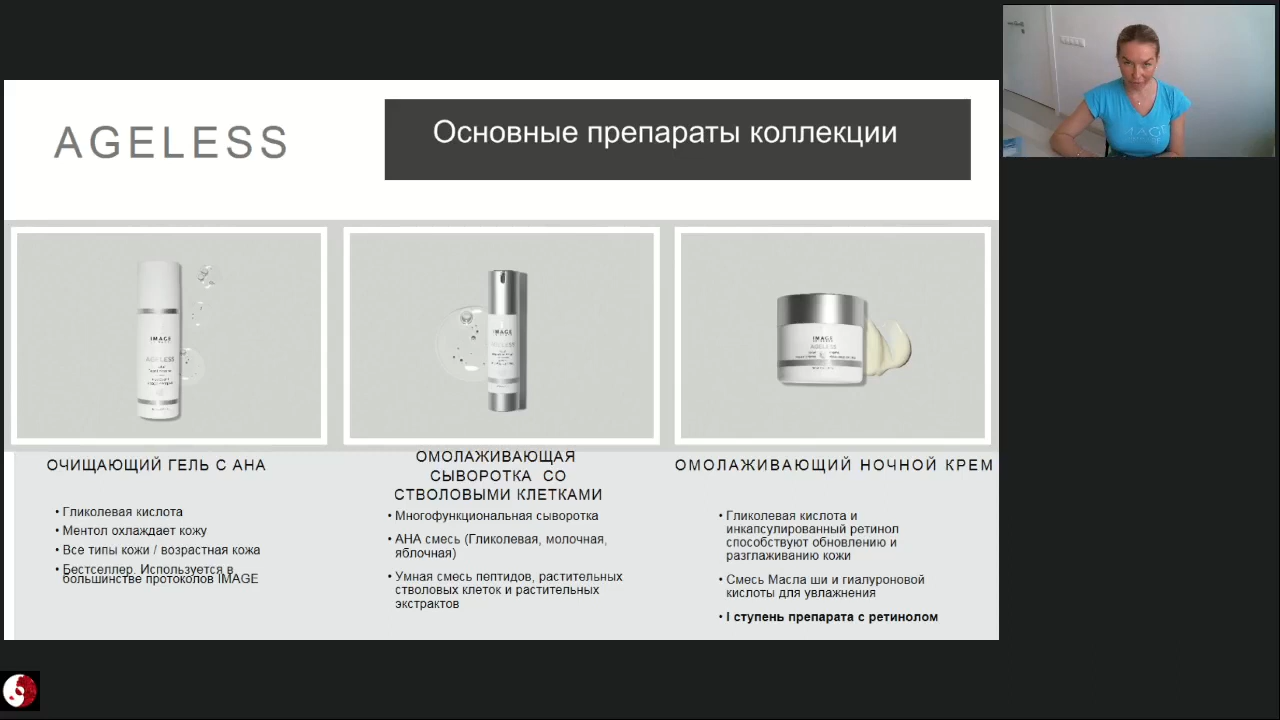 AGELESS
Основные препараты коллекции
IMAGE
AGELESS
IMAGE
AGELESS
IMAGE
AGELESS
ОЧИЩАЮЩИЙ ГЕЛЬ С АНА
• Гликолевая кислота
• Ментол охлаждает кожу
• Все типы кожи / возрастная кожа
• Бестселлер. Используется в
большинстве протоколов IMAGE
ОМОЛАЖИВАЮЩАЯ
СЫВОРОТКА СО
СТВОЛОВЫМИ КЛЕТКАМИ
• Многофункциональная сыворотка
• АНА смесь (Гликолевая, молочная,
яблочная)
• Умная смесь пептидов, растительных
стволовых клеток и растительных
экстрактов
ОМОЛАЖИВАЮЩИЙ НОЧНОЙ КРЕМ
• Гликолевая кислота и
инкапсулированный ретинол
способствуют обновлению и
разглаживанию кожи
• Смесь Масла ши и гиалуроновой
кислоты для увлажнения
• I ступень препарата с ретинолом